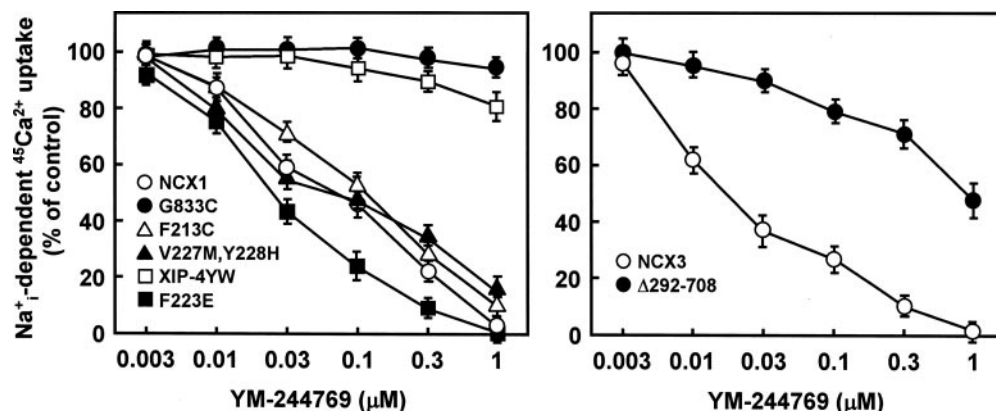 Na⁺ᵢ-dependent ⁴⁵Ca²⁺ uptake
(% of control)
100
80
60
40
20
0
NCX1
G833C
F213C
V227M,Y228H
XIP-4YW
F223E
0.003 0.01 0.03 0.1 0.3 1
YM-244769 (μM)
100
80
60
40
20
0
NCX3
Δ292-708
0.003 0.01 0.03 0.1 0.3 1
YM-244769 (μM)